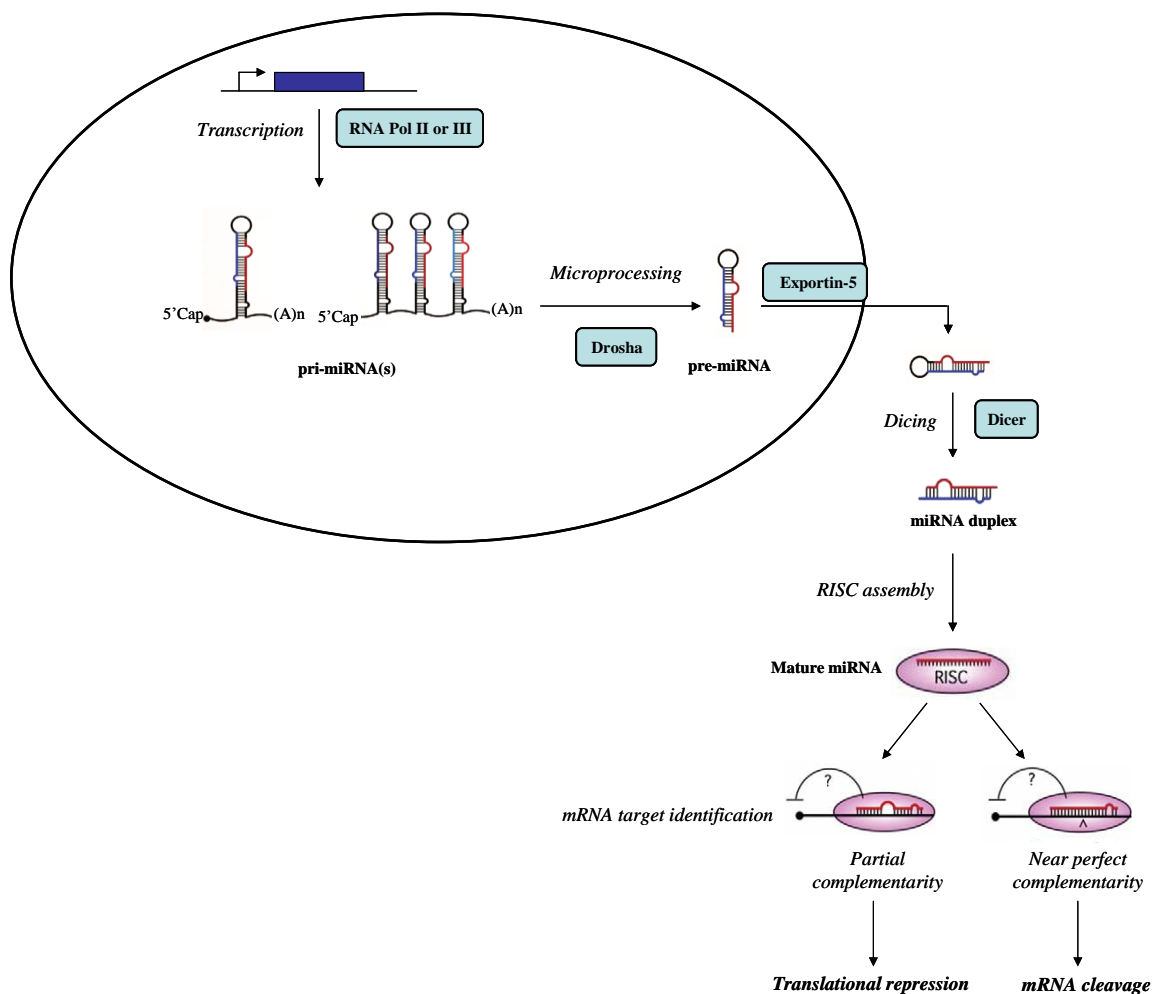 Transcription
RNA Pol II or III
5’Cap
(A)n
5’Cap
(A)n
pri-miRNA(s)
Microprocessing
Drosha
pre-miRNA
Exportin-5
Dicing
Dicer
miRNA duplex
RISC assembly
Mature miRNA
RISC
mRNA target identification
?
?
^
Partial
complementarity
Near perfect
complementarity
Translational repression
mRNA cleavage